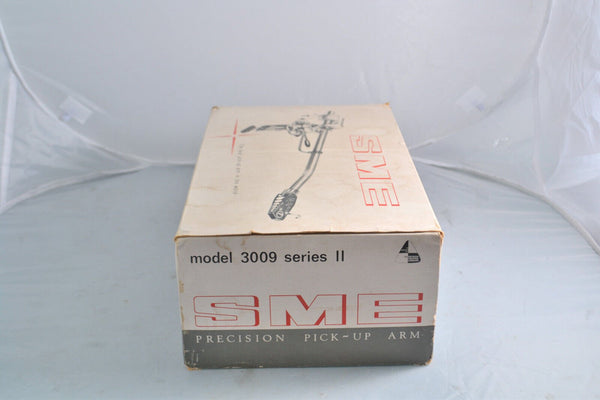 SME
model 3009 series II
SME
PRECISION PICK-UP ARM